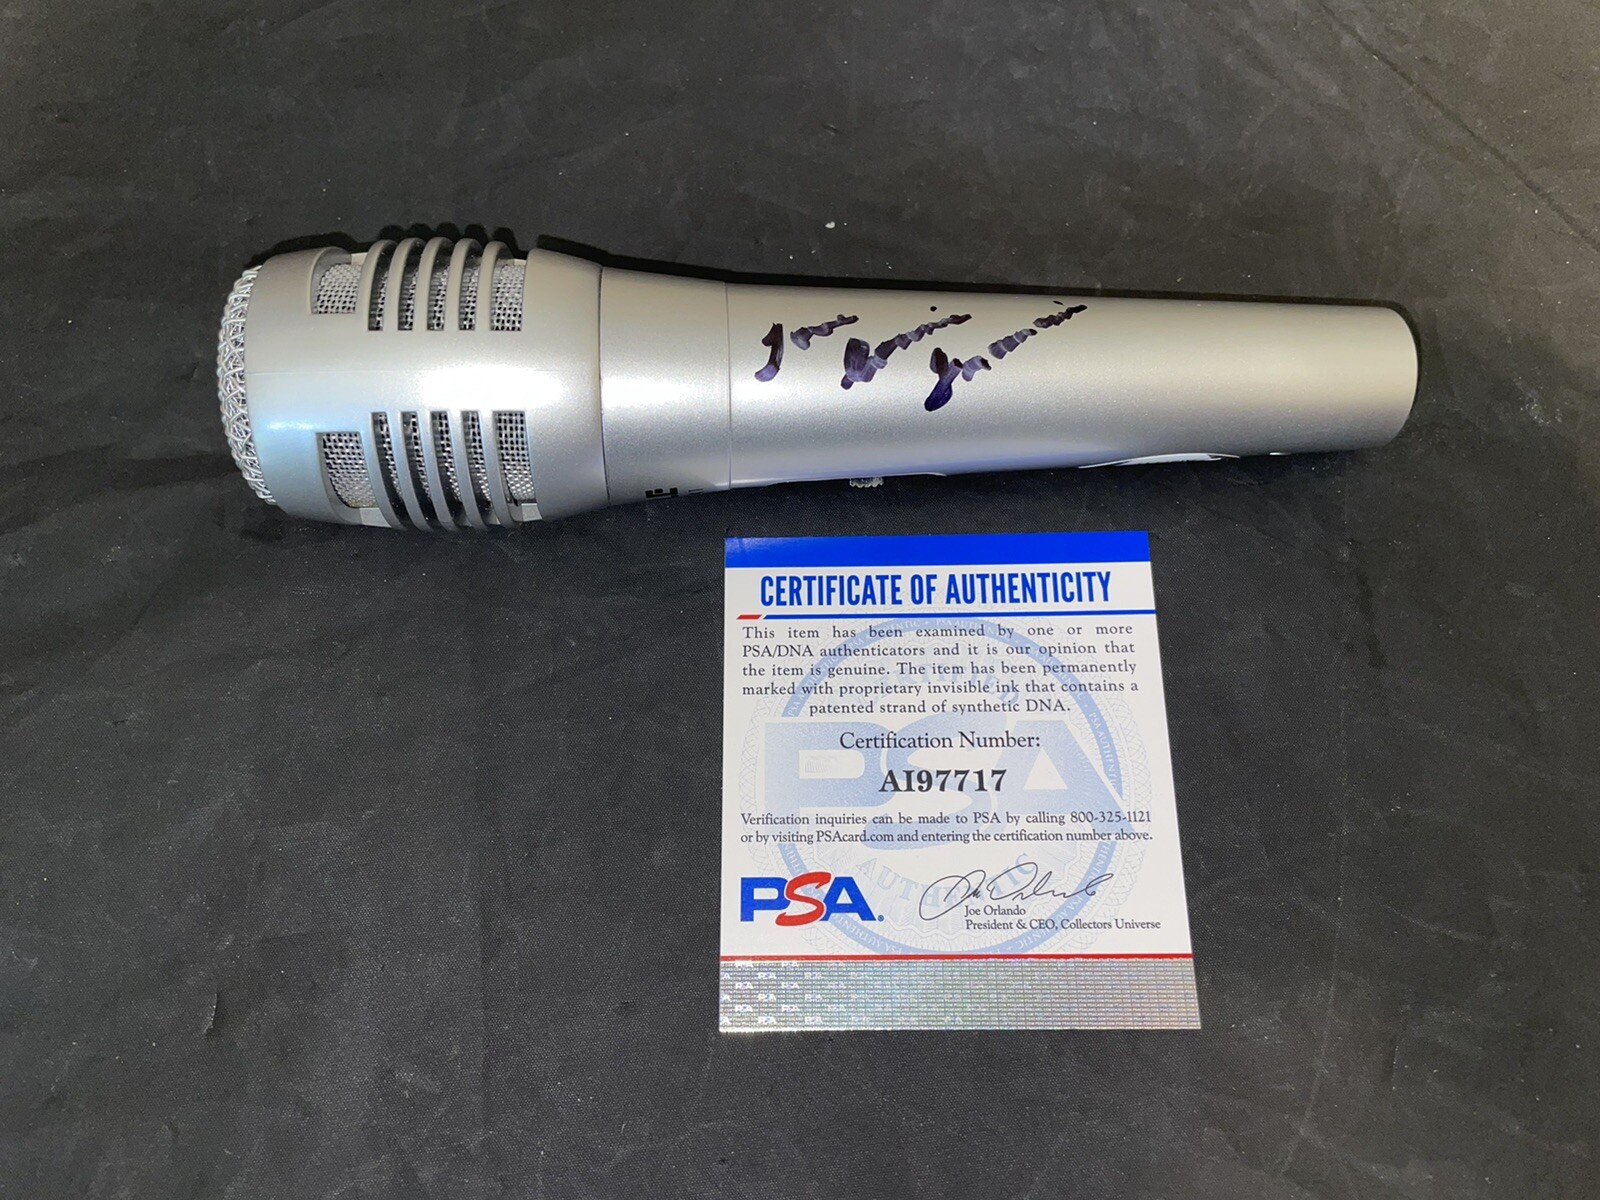 CERTIFICATE OF AUTHENTICITY
This item has been examined by one or more
PSA/DNA authenticators and it is our opinion that
the item is genuine. The item has been permanently
marked with proprietary invisible ink that contains a
patented strand of synthetic DNA.
Certification Number:
AI97717
Verification inquiries can be made to PSA by calling 800-325-1121
or by visiting PSAcard.com and entering the certification number above.
PSA
Joe Orlando
President & CEO, Collectors Universe